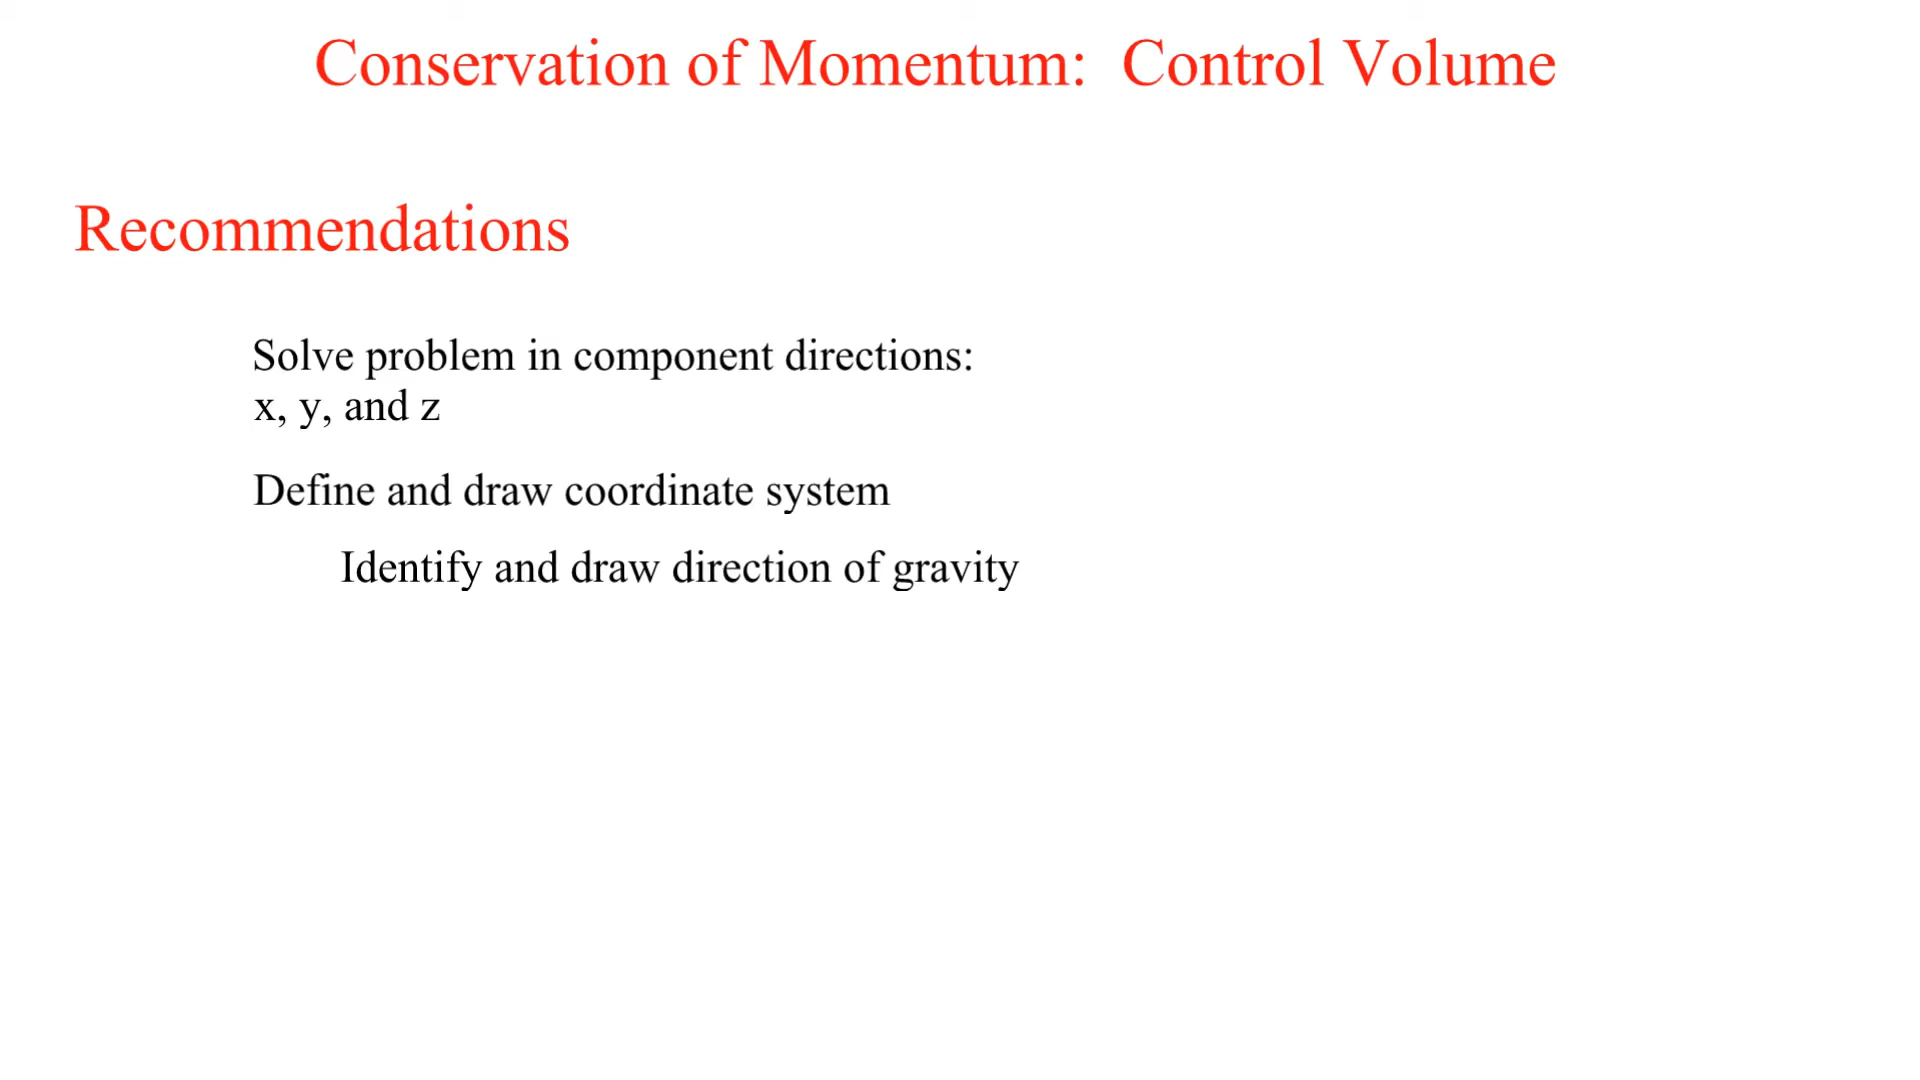 Conservation of Momentum:  Control Volume
Recommendations
Solve problem in component directions:
x, y, and z
Define and draw coordinate system
Identify and draw direction of gravity